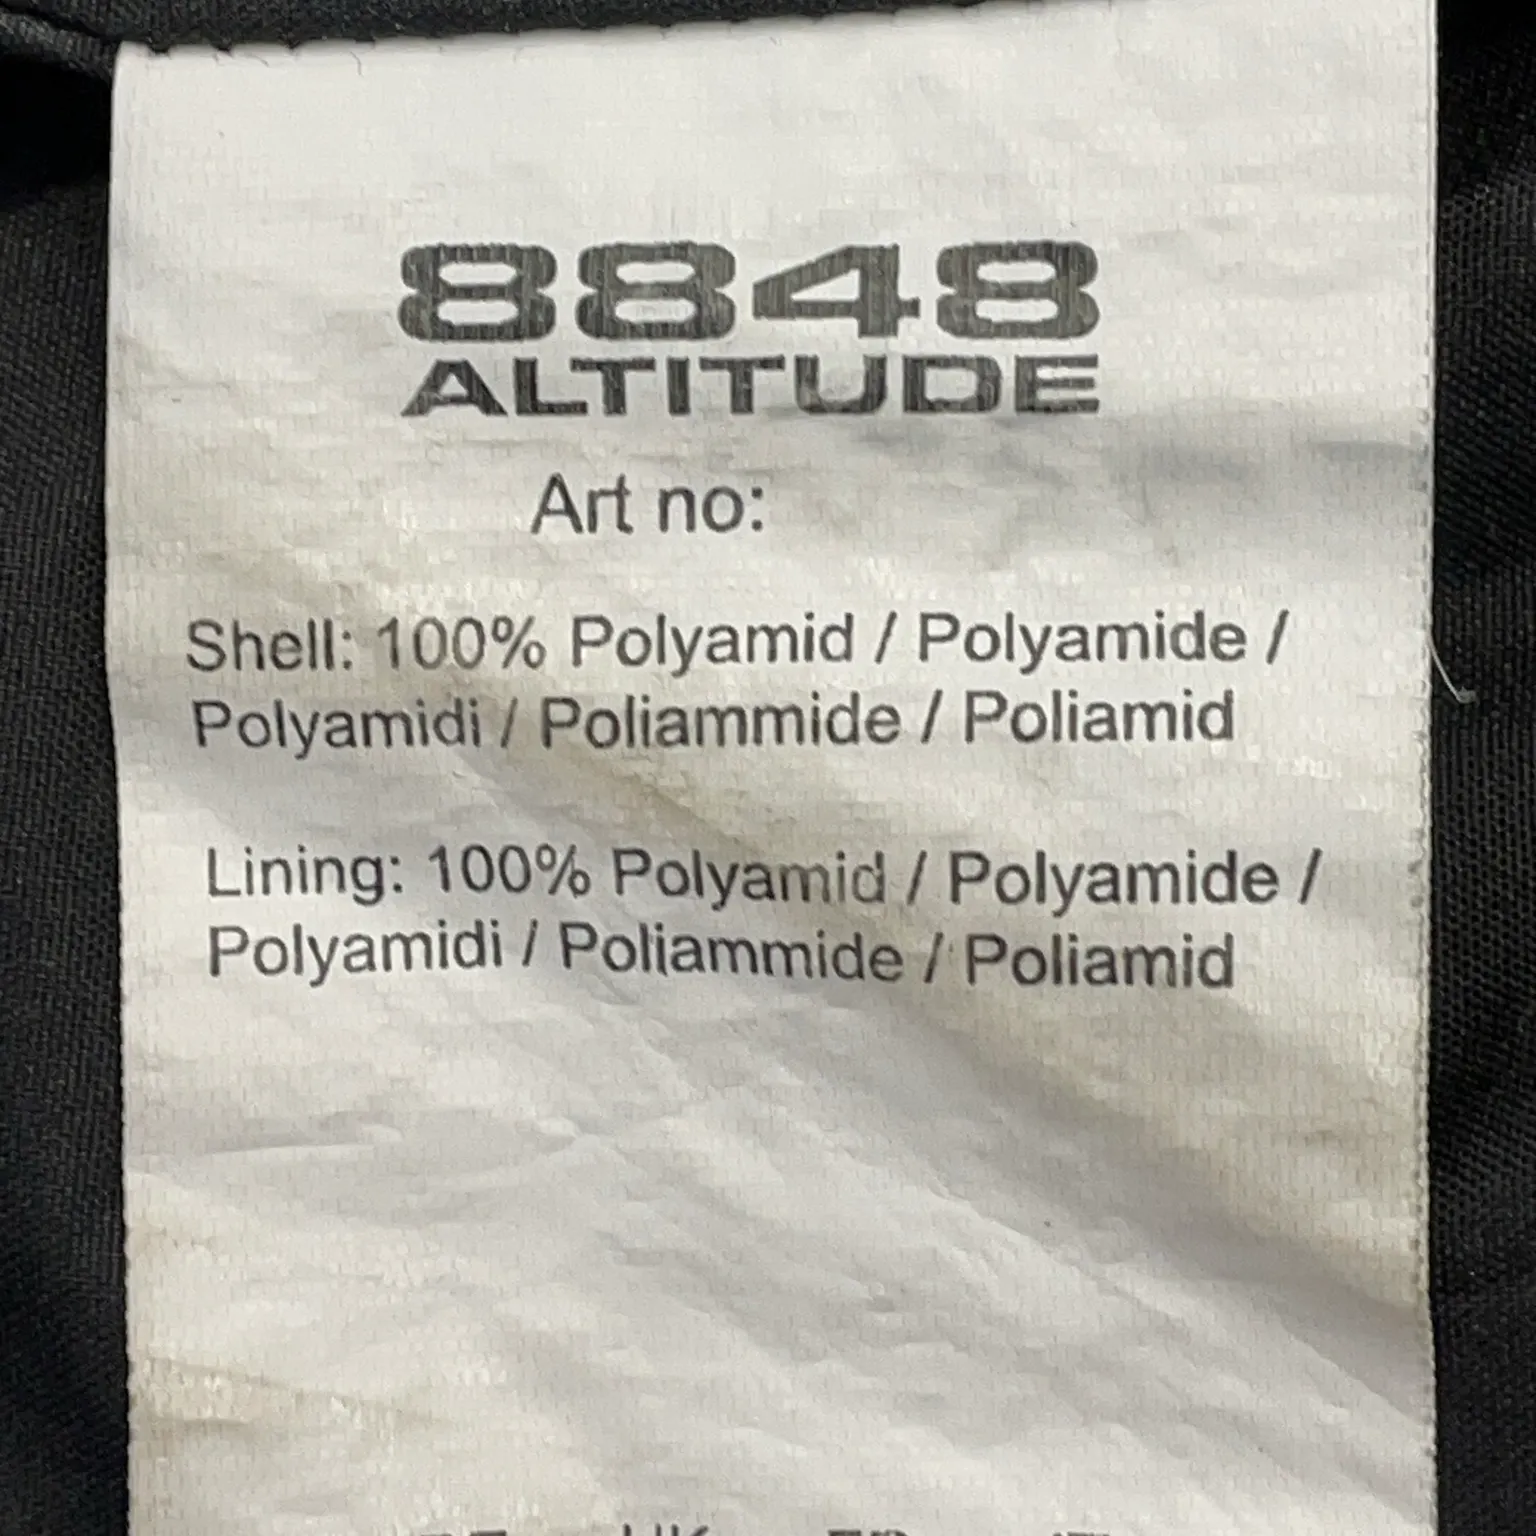 8848
ALTITUDE
Art no:
Shell: 100% Polyamid / Polyamide /
Polyamidi / Poliammide / Poliamid
Lining: 100% Polyamid / Polyamide /
Polyamidi / Poliammide / Poliamid